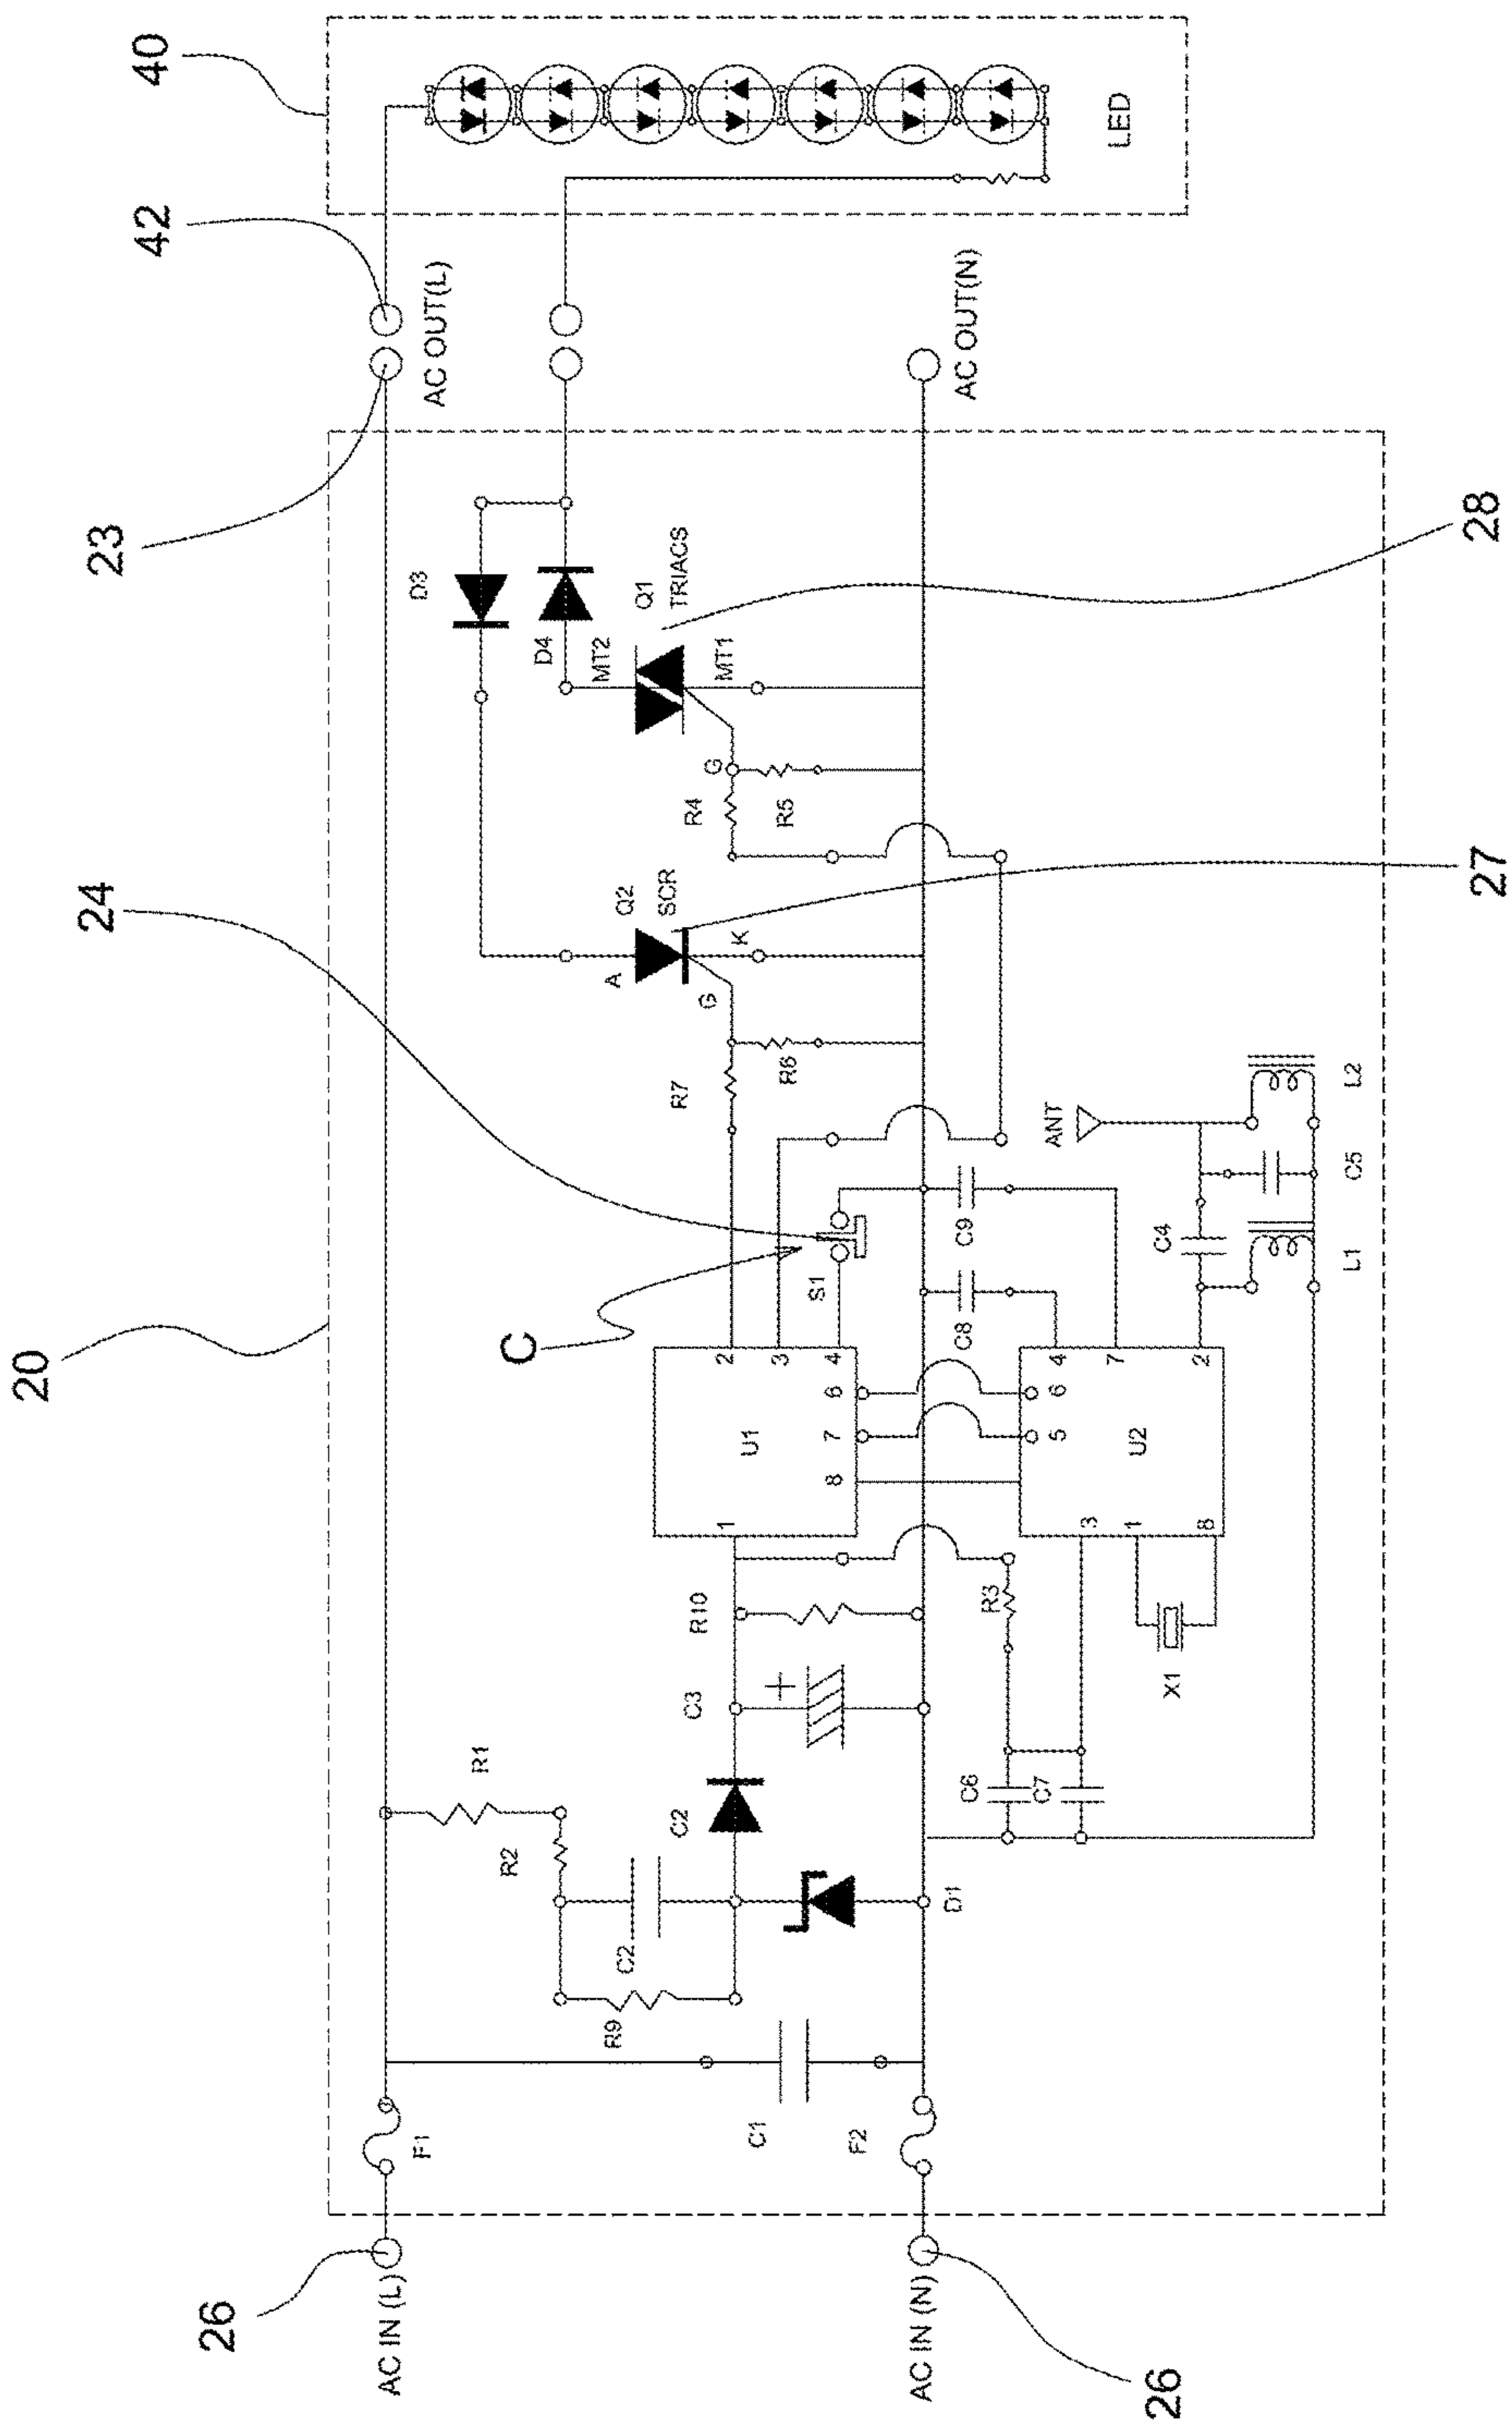 20
24
23
42
40
26
AC IN (L)
F1
R1
R2
R9
C2
C2
C3
R10
C1
F2
D1
AC IN (N)
26
U1
1
2
3
4
6
7
8
C
S1
R7
R6
Q2
SCR
A
K
G
R4
R5
G
D3
D4
MT2
MT1
Q1
TRIACS
27
28
AC OUT(L)
AC OUT(N)
LED
U2
3
1
8
5
6
4
7
2
R3
C6
C7
X1
C8
C9
ANT
C4
C5
L1
L2